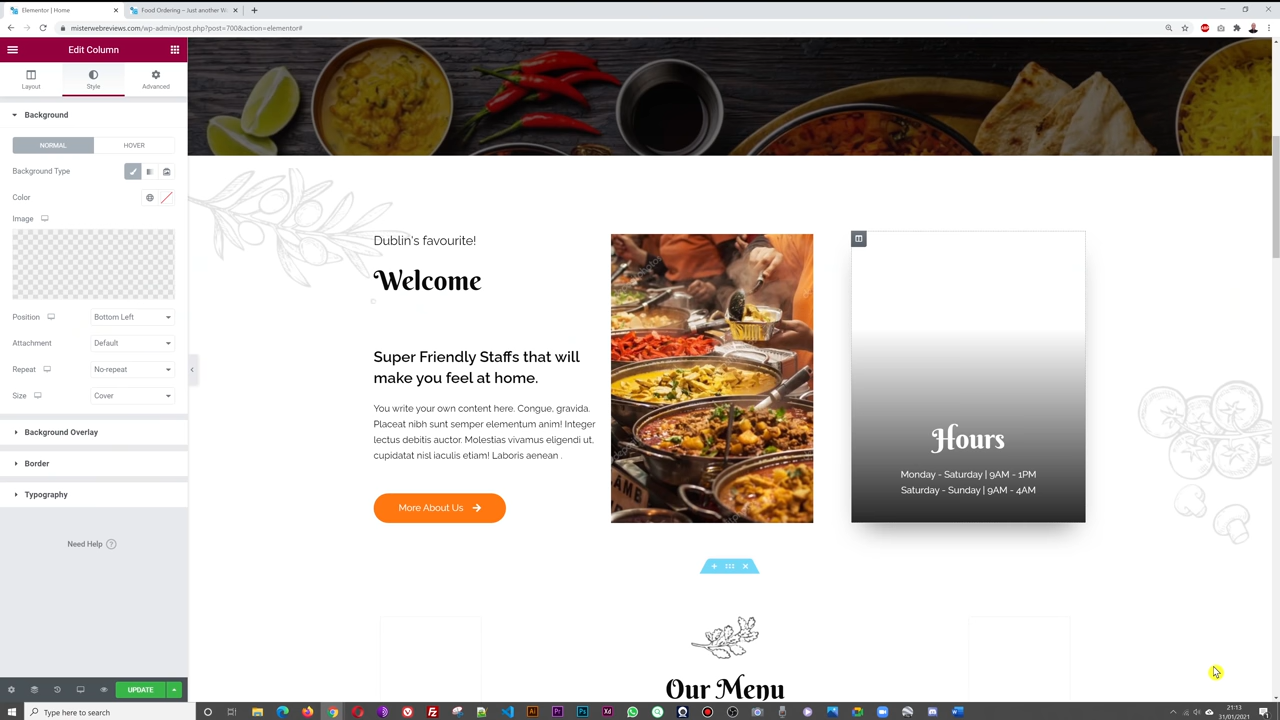 Elementor | Home
Food Ordering – Just another W
misterwebreviews.com/wp-admin/post.php?post=700&action=elementor#
Edit Column
Layout
Style
Advanced
Background
NORMAL
HOVER
Background Type
Color
Image
Position
Bottom Left
Attachment
Default
Repeat
No-repeat
Size
Cover
Background Overlay
Border
Typography
Need Help
UPDATE
Dublin's favourite!
Welcome
Super Friendly Staffs that will
make you feel at home.
You write your own content here. Congue, gravida.
Placeat nibh sunt semper elementum anim! Integer
lectus debitis auctor. Molestias vivamus eligendi ut,
cupidatat nisl iaculis etiam! Laboris aenean .
More About Us
Hours
Monday - Saturday | 9AM - 1PM
Saturday - Sunday | 9AM - 4AM
Our Menu
Type here to search
21:13
31/01/2021